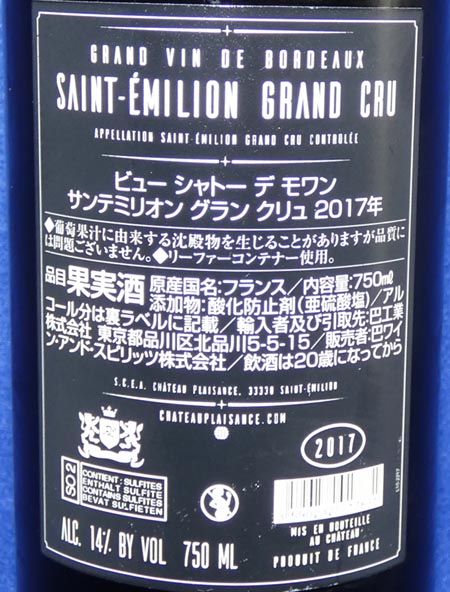 GRAND VIN DE BORDEAUX
SAINT-ÉMILION GRAND CRU
APPELLATION SAINT-ÉMILION GRAND CRU CONTRÔLÉE
ビュー シャトー デ モワン
サンテミリオン グラン クリュ 2017年
◆葡萄果汁に由来する沈殿物を生じることがありますが品質に
は問題ございません。◆リーファーコンテナー使用。
品目 果実酒 原産国名:フランス/内容量:750mℓ
添加物:酸化防止剤(亜硫酸塩)/アル
コール分は裏ラベルに記載/輸入者及び引取先:巴工業
株式会社 東京都品川区北品川5-5-15/販売者:巴ワイ
ン・アンド・スピリッツ株式会社/飲酒は20歳になってから
S.C.E.A. CHÂTEAU PLAISANCE, 33330 SAINT-ÉMILION
CHATEAUPLAISANCE.COM
2017
SO2
CONTIENT: SULFITES
ENTHÄLT SULFITE
CONTAINS SULFITES
BEVAT SULFIETEN
ALC. 14% BY VOL 750 ML
MIS EN BOUTEILLE
AU CHÂTEAU
PRODUIT DE FRANCE